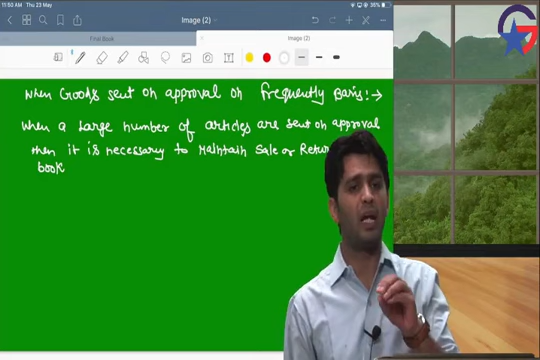 11:50 AM Thu 23 May
36%
Image (2)
Final Book
Image (2)
G
When Goods sent on approval on frequently Basis:→
When a large number of articles are sent on approval
then it is necessary to Maintain Sale or Retur
book